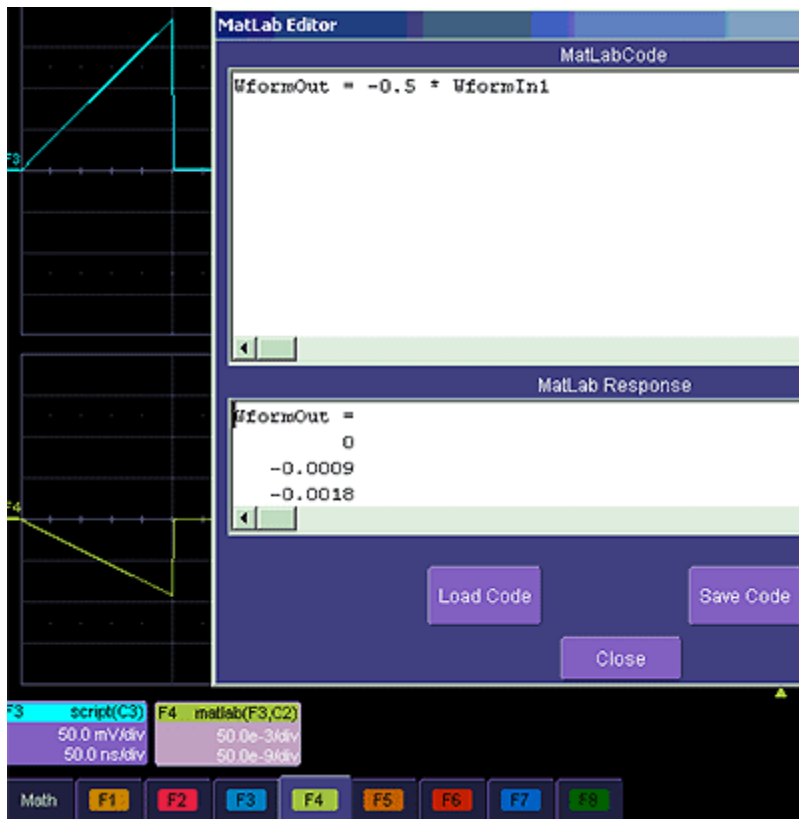 MatLab Editor
MatLabCode
WformOut = -0.5 * WformIn1
F3
MatLab Response
WformOut =
0
-0.0009
-0.0018
F4
Load Code
Save Code
Close
F3 script(C3)
50.0 mV/div
50.0 ns/div
F4 matlab(F3,C2)
50.0e-3/div
50.0e-9/div
Math F1 F2 F3 F4 F5 F6 F7 F8